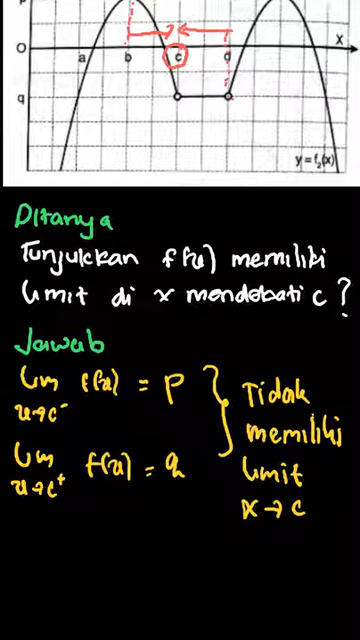 P
O a b c d X
q
y = f₂(x)
Ditanya
Tunjukkan f(x) memiliki
limit di x mendekati c?
Jawab
lim f(x) = P
x→c⁻
lim f(x) = q
x→c⁺
Tidak
memiliki
limit
x → c